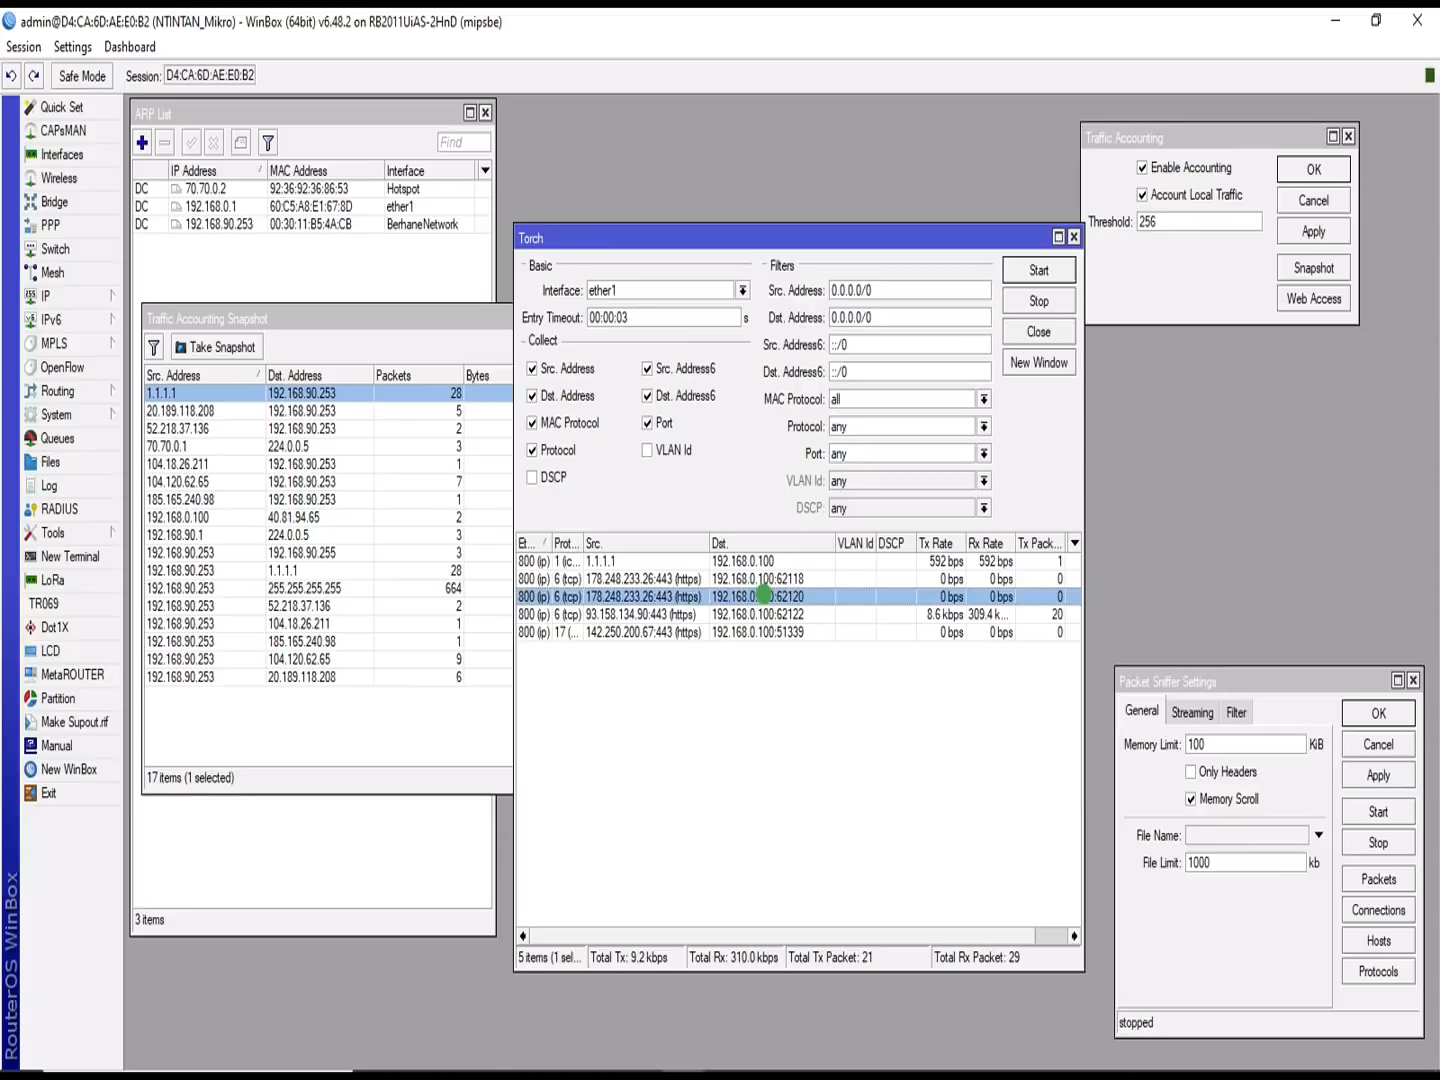 admin@D4:CA:6D:AE:E0:B2 (NTINTAN_Mikro) - WinBox (64bit) v6.48.2 on RB2011UiAS-2HnD (mipsbe)
Session Settings Dashboard
Safe Mode Session: D4:CA:6D:AE:E0:B2
Quick Set
CAPsMAN
Interfaces
Wireless
Bridge
PPP
Switch
Mesh
IP
IPv6
MPLS
OpenFlow
Routing
System
Queues
Files
Log
RADIUS
Tools
New Terminal
LoRa
TR069
Dot1X
LCD
MetaROUTER
Partition
Make Supout.rif
Manual
New WinBox
Exit
RouterOS WinBox
ARP List
Find
IP Address MAC Address Interface
DC 70.70.0.2 92:36:92:36:86:53 Hotspot
DC 192.168.0.1 60:C5:A8:E1:67:8D ether1
DC 192.168.90.253 00:30:11:B5:4A:CB BerhaneNetwork
3 items
Traffic Accounting Snapshot
Take Snapshot
Src. Address Dst. Address Packets Bytes
1.1.1.1 192.168.90.253 28
20.189.118.208 192.168.90.253 5
52.218.37.136 192.168.90.253 2
70.70.0.1 224.0.0.5 3
104.18.26.211 192.168.90.253 1
104.120.62.65 192.168.90.253 7
185.165.240.98 192.168.90.253 1
192.168.0.100 40.81.94.65 2
192.168.90.1 224.0.0.5 3
192.168.90.253 192.168.90.255 3
192.168.90.253 1.1.1.1 28
192.168.90.253 255.255.255.255 664
192.168.90.253 52.218.37.136 2
192.168.90.253 104.18.26.211 1
192.168.90.253 185.165.240.98 1
192.168.90.253 104.120.62.65 9
192.168.90.253 20.189.118.208 6
17 items (1 selected)
Torch
Basic
Interface: ether1
Entry Timeout: 00:00:03 s
Collect
Src. Address Src. Address6
Dst. Address Dst. Address6
MAC Protocol Port
Protocol VLAN Id
DSCP
Filters
Src. Address: 0.0.0.0/0
Dst. Address: 0.0.0.0/0
Src. Address6: ::/0
Dst. Address6: ::/0
MAC Protocol: all
Protocol: any
Port: any
VLAN Id: any
DSCP: any
Start
Stop
Close
New Window
Et... Prot... Src. Dst. VLAN Id DSCP Tx Rate Rx Rate Tx Pack...
800 (ip) 1 (ic... 1.1.1.1 192.168.0.100 592 bps 592 bps 1
800 (ip) 6 (tcp) 178.248.233.26:443 (https) 192.168.0.100:62118 0 bps 0 bps 0
800 (ip) 6 (tcp) 178.248.233.26:443 (https) 192.168.0. :62120 0 bps 0 bps 0
800 (ip) 6 (tcp) 93.158.134.90:443 (https) 192.168.0.100:62122 8.6 kbps 309.4 k... 20
800 (ip) 17 (... 142.250.200.67:443 (https) 192.168.0.100:51339 0 bps 0 bps 0
5 items (1 sel... Total Tx: 9.2 kbps Total Rx: 310.0 kbps Total Tx Packet: 21 Total Rx Packet: 29
Traffic Accounting
Enable Accounting
Account Local Traffic
Threshold: 256
OK
Cancel
Apply
Snapshot
Web Access
Packet Sniffer Settings
General Streaming Filter
Memory Limit: 100 KiB
Only Headers
Memory Scroll
File Name:
File Limit: 1000 kb
OK
Cancel
Apply
Start
Stop
Packets
Connections
Hosts
Protocols
stopped